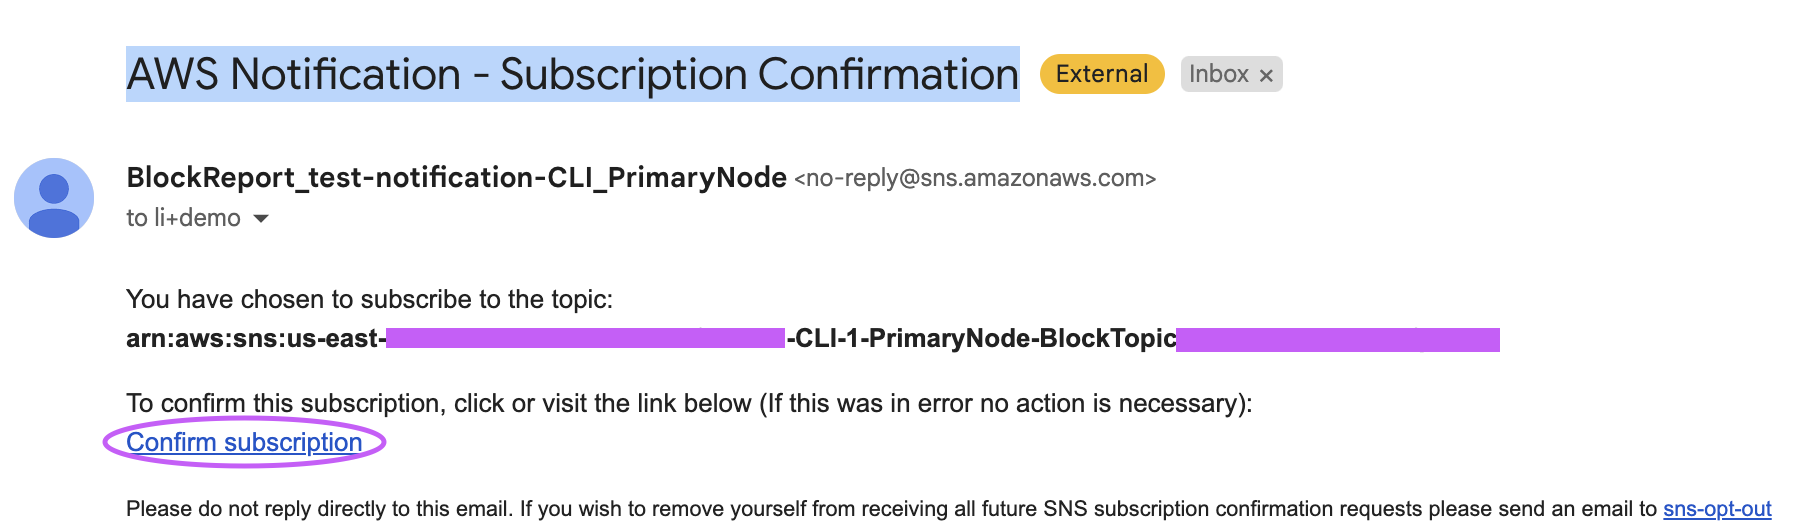 AWS Notification - Subscription Confirmation External Inbox ×
BlockReport_test-notification-CLI_PrimaryNode <no-reply@sns.amazonaws.com>
to li+demo
You have chosen to subscribe to the topic:
arn:aws:sns:us-east- -CLI-1-PrimaryNode-BlockTopic
To confirm this subscription, click or visit the link below (If this was in error no action is necessary):
Confirm subscription
Please do not reply directly to this email. If you wish to remove yourself from receiving all future SNS subscription confirmation requests please send an email to sns-opt-out